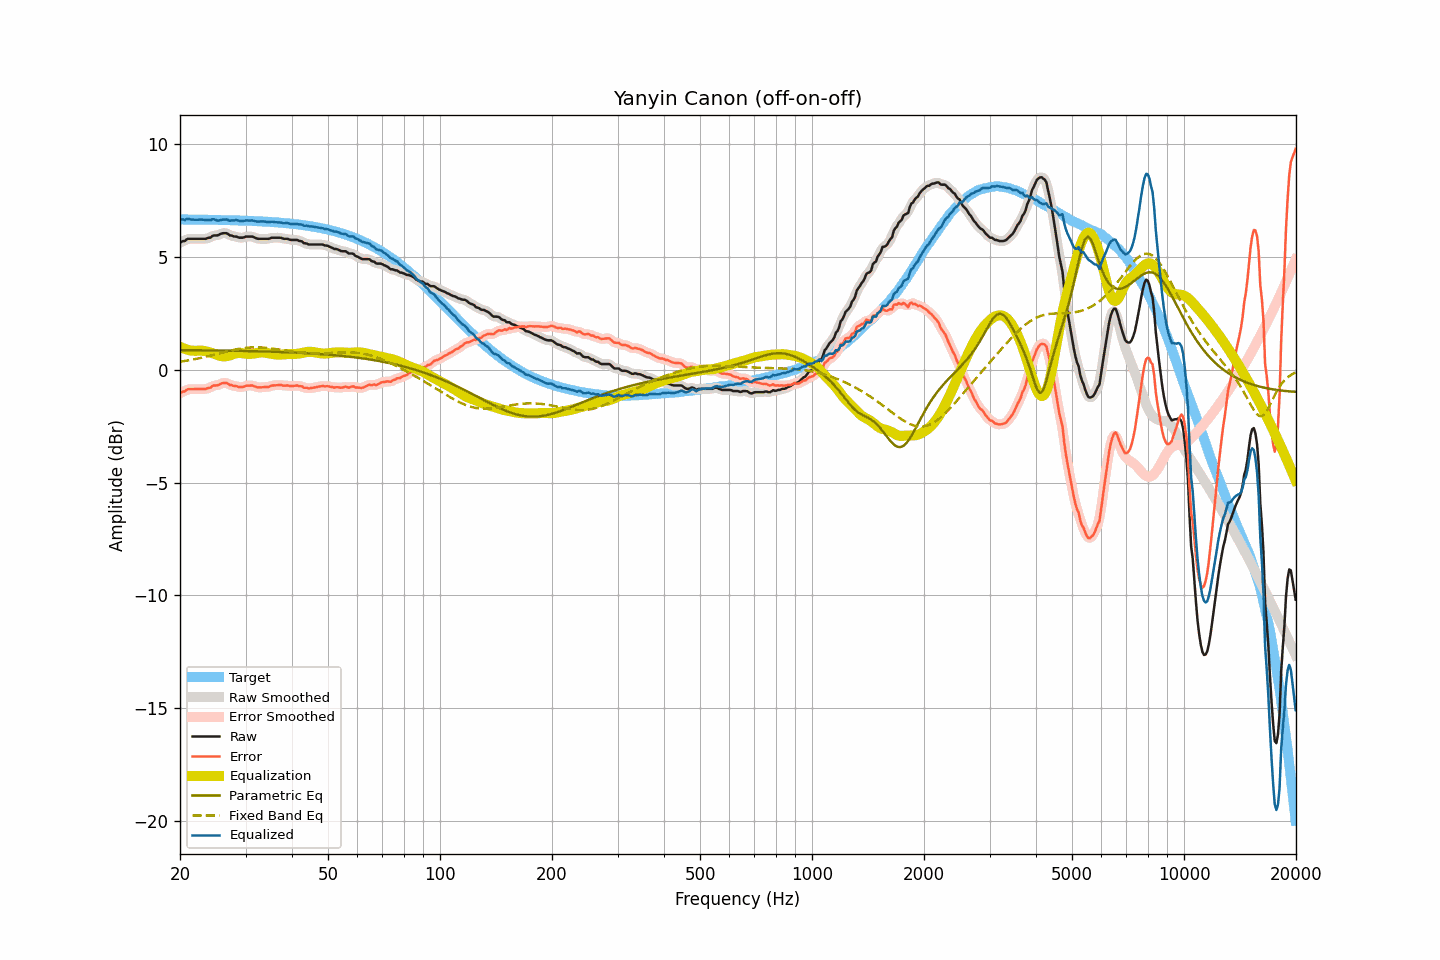 Yanyin Canon (off-on-off)
10
5
0
−5
−10
−15
−20
Amplitude (dBr)
Target
Raw Smoothed
Error Smoothed
Raw
Error
Equalization
Parametric Eq
Fixed Band Eq
Equalized
20 50 100 200 500 1000 2000 5000 10000 20000
Frequency (Hz)